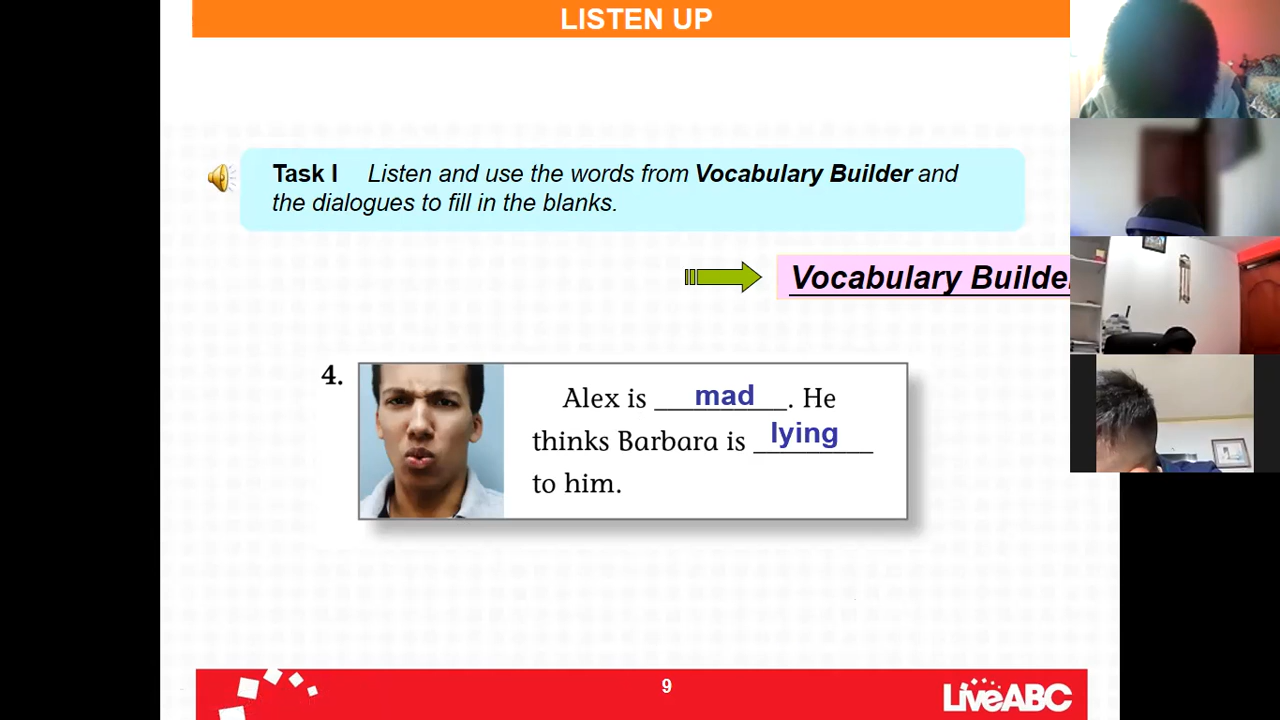 LISTEN UP
Task I Listen and use the words from Vocabulary Builder and
the dialogues to fill in the blanks.
Vocabulary Builde
4.
Alex is mad. He
thinks Barbara is lying
to him.
9
LiveABC